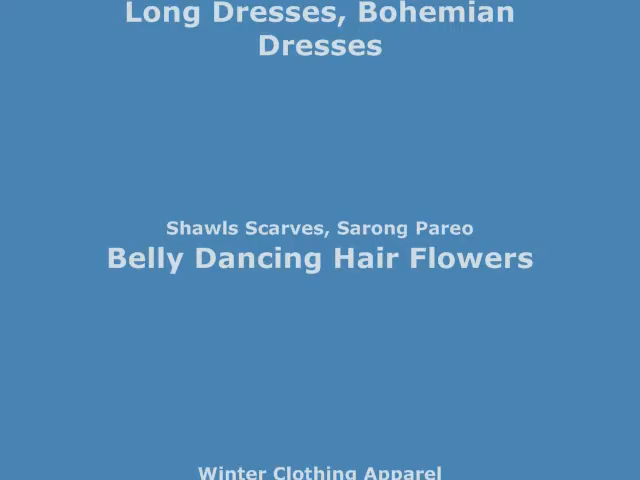 Long Dresses, Bohemian
Dresses
Shawls Scarves, Sarong Pareo
Belly Dancing Hair Flowers
Winter Clothing Apparel